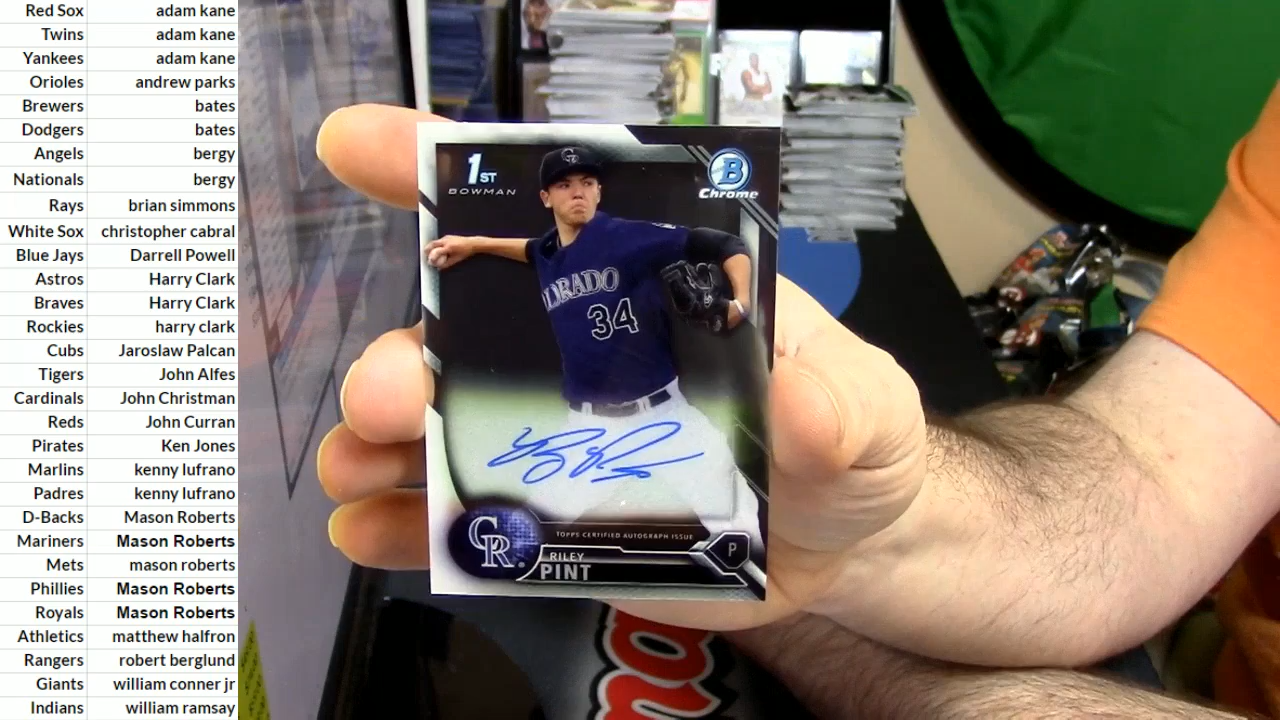 Red Sox adam kane
Twins adam kane
Yankees adam kane
Orioles andrew parks
Brewers bates
Dodgers bates
Angels bergy
Nationals bergy
Rays brian simmons
White Sox christopher cabral
Blue Jays Darrell Powell
Astros Harry Clark
Braves Harry Clark
Rockies harry clark
Cubs Jaroslaw Palcan
Tigers John Alfes
Cardinals John Christman
Reds John Curran
Pirates Ken Jones
Marlins kenny lufrano
Padres kenny lufrano
D-Backs Mason Roberts
Mariners Mason Roberts
Mets mason roberts
Phillies Mason Roberts
Royals Mason Roberts
Athletics matthew halfron
Rangers robert berglund
Giants william conner jr
Indians william ramsay
1ST
BOWMAN
B
Chrome
CR
34
TOPPS CERTIFIED AUTOGRAPH ISSUE
CR
RILEY
PINT
P